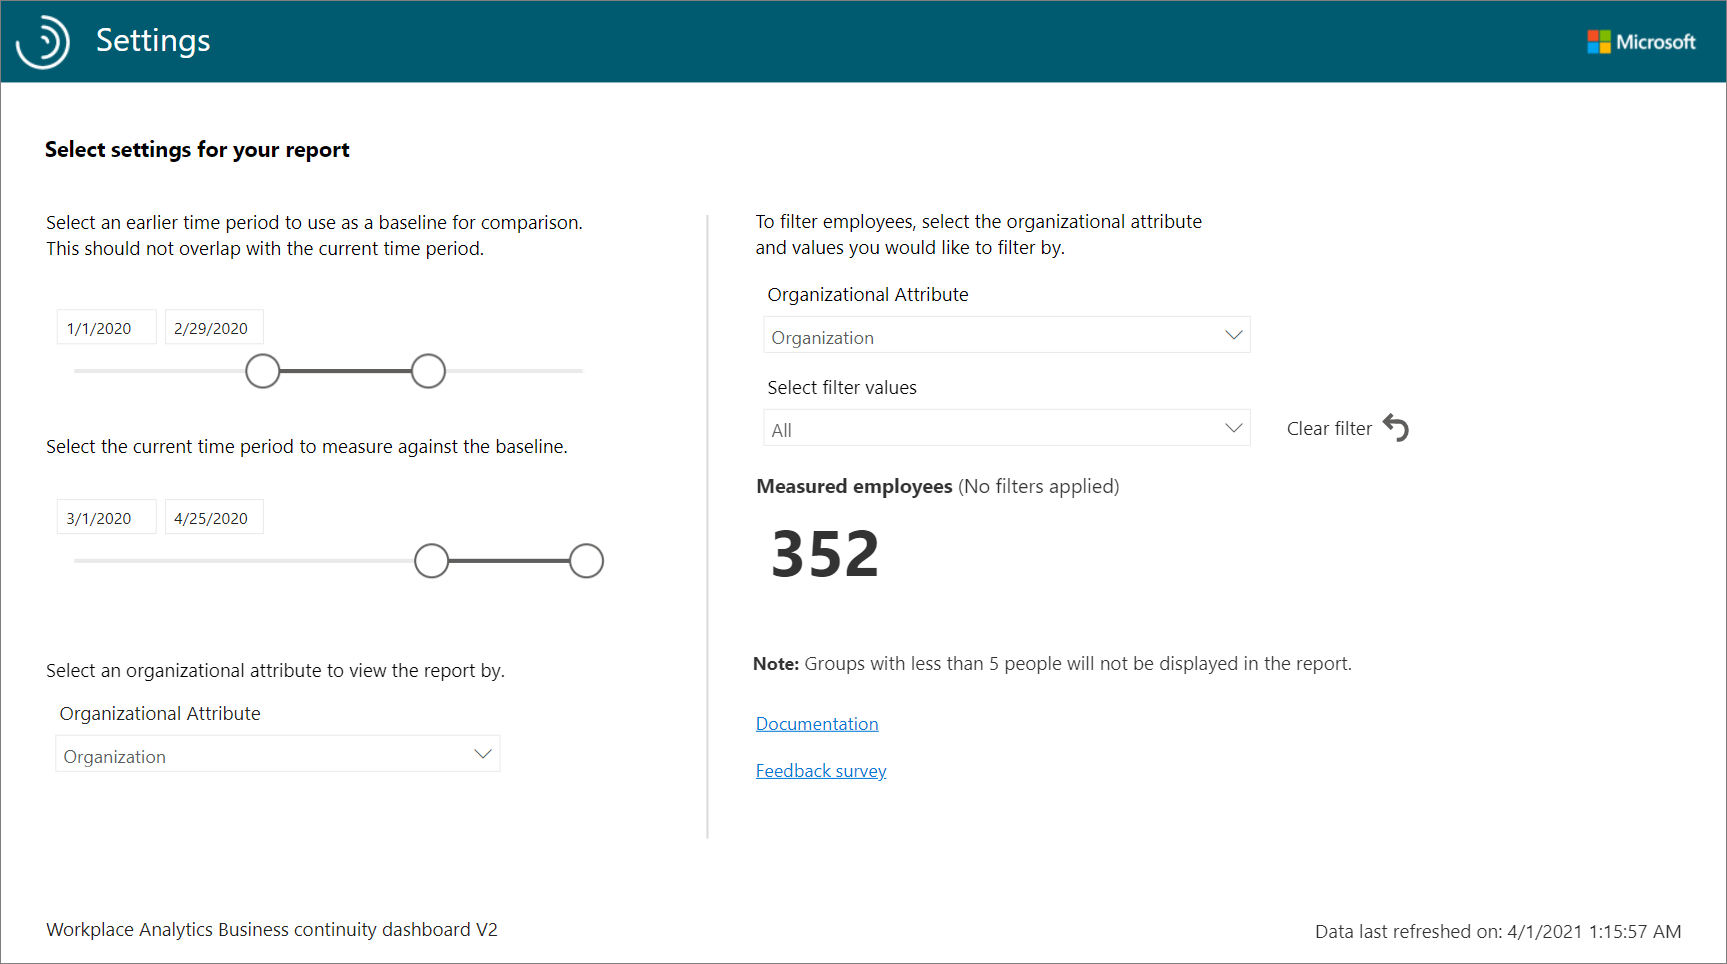 Settings
Microsoft
Select settings for your report
Select an earlier time period to use as a baseline for comparison.
This should not overlap with the current time period.
1/1/2020
2/29/2020
Select the current time period to measure against the baseline.
3/1/2020
4/25/2020
Select an organizational attribute to view the report by.
Organizational Attribute
Organization
To filter employees, select the organizational attribute
and values you would like to filter by.
Organizational Attribute
Organization
Select filter values
All
Clear filter
Measured employees (No filters applied)
352
Note: Groups with less than 5 people will not be displayed in the report.
Documentation
Feedback survey
Workplace Analytics Business continuity dashboard V2
Data last refreshed on: 4/1/2021 1:15:57 AM